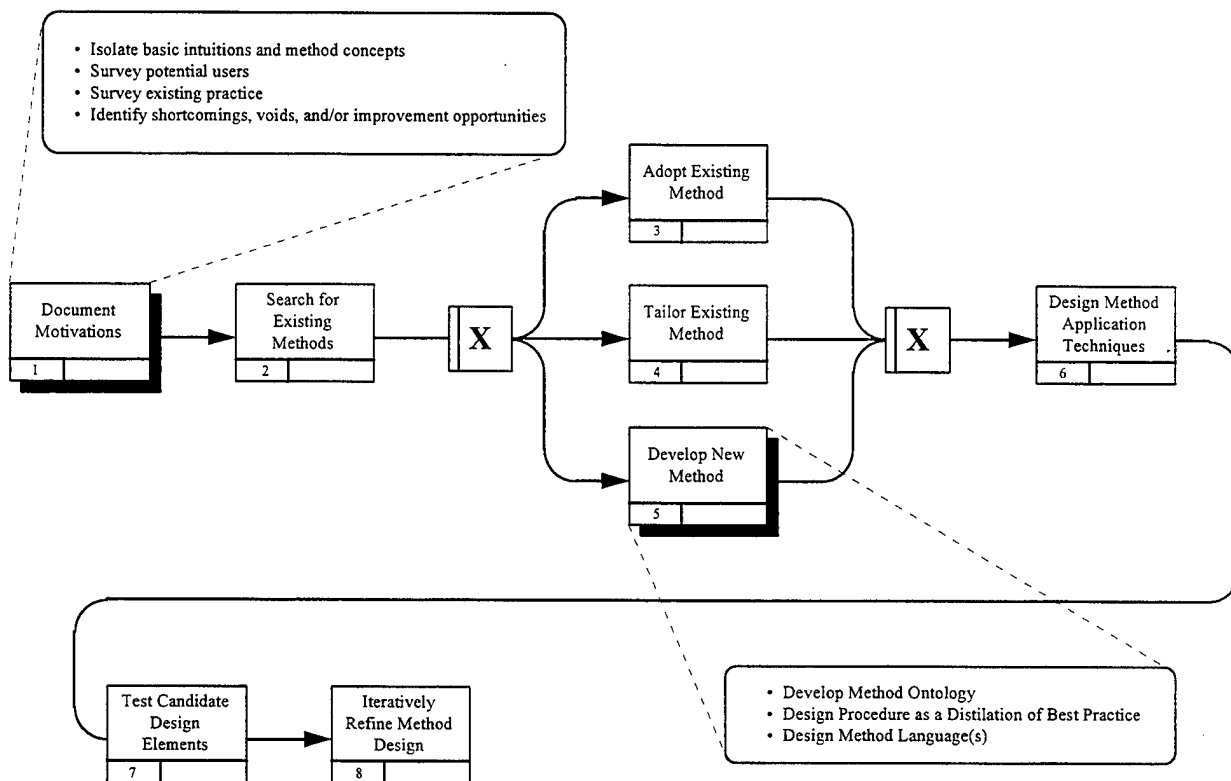 • Isolate basic intuitions and method concepts
• Survey potential users
• Survey existing practice
• Identify shortcomings, voids, and/or improvement opportunities
Document
Motivations
1
Search for
Existing
Methods
2
X
Adopt Existing
Method
3
Tailor Existing
Method
4
Develop New
Method
5
X
Design Method
Application
Techniques
6
Test Candidate
Design
Elements
7
Iteratively
Refine Method
Design
8
• Develop Method Ontology
• Design Procedure as a Distilation of Best Practice
• Design Method Language(s)